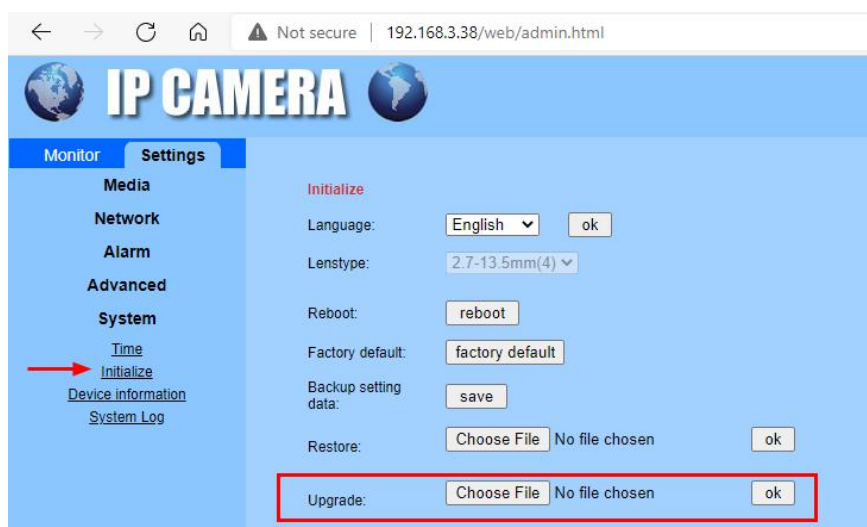 Not secure | 192.168.3.38/web/admin.html
IP CAMERA
Monitor Settings
Media
Network
Alarm
Advanced
System
Time
Initialize
Device information
System Log
Initialize
Language: English ok
Lenstype: 2.7-13.5mm(4)
Reboot: reboot
Factory default: factory default
Backup setting
data: save
Restore: Choose File No file chosen ok
Upgrade: Choose File No file chosen ok